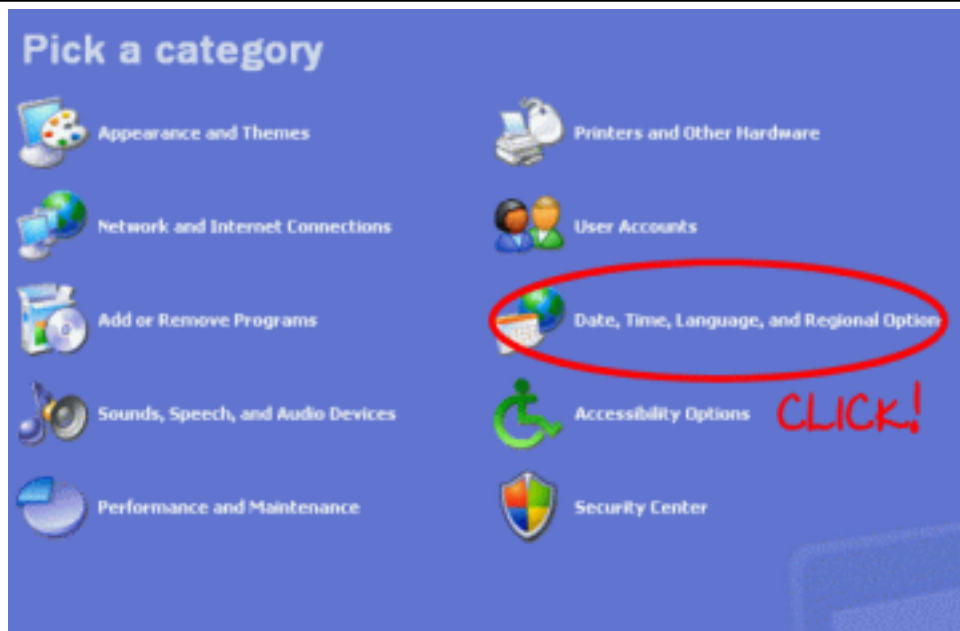 Pick a category
Appearance and Themes
Printers and Other Hardware
Network and Internet Connections
User Accounts
Add or Remove Programs
Date, Time, Language, and Regional Option
Sounds, Speech, and Audio Devices
Accessibility Options
CLICK!
Performance and Maintenance
Security Center